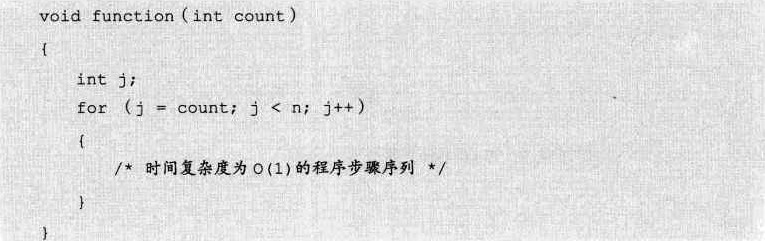 void function (int count)
{
int j;
for (j = count; j < n; j++)
{
/* 时间复杂度为O(1)的程序步骤序列 */
}
}